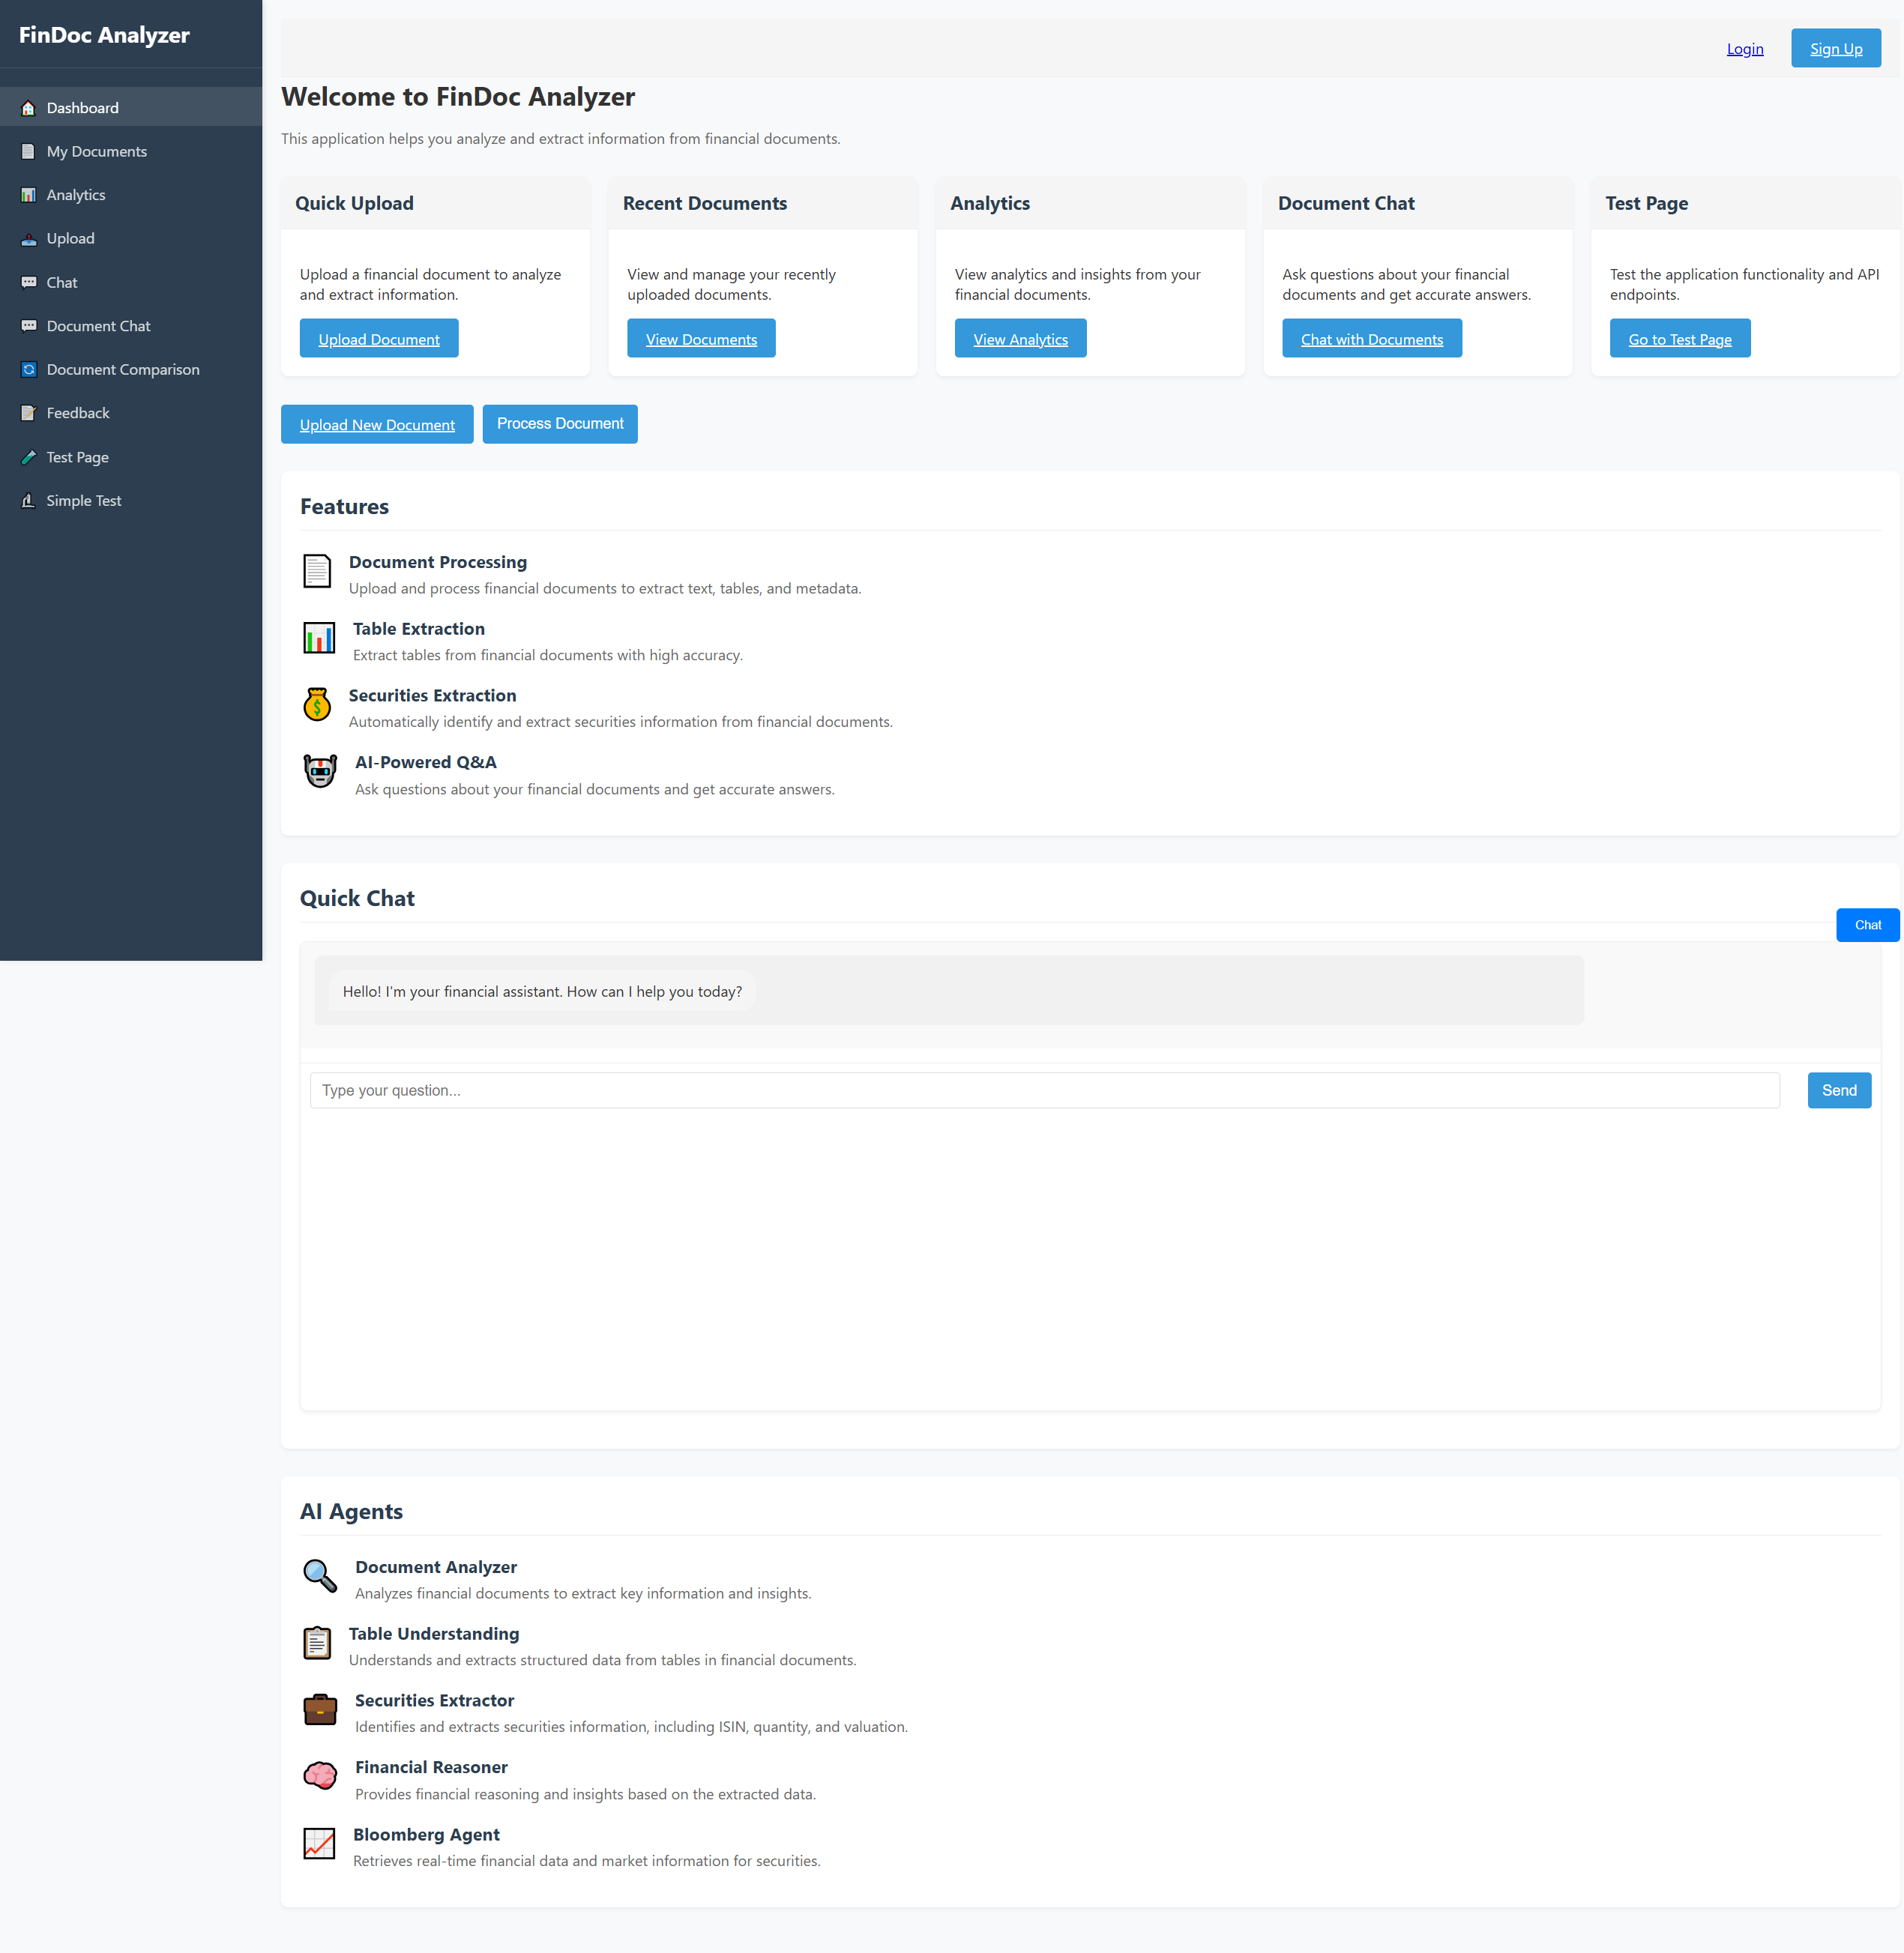 FinDoc Analyzer
Dashboard
My Documents
Analytics
Upload
Chat
Document Chat
Document Comparison
Feedback
Test Page
Simple Test
Login
Sign Up
Welcome to FinDoc Analyzer
This application helps you analyze and extract information from financial documents.
Quick Upload
Upload a financial document to analyze
and extract information.
Upload Document
Recent Documents
View and manage your recently
uploaded documents.
View Documents
Analytics
View analytics and insights from your
financial documents.
View Analytics
Document Chat
Ask questions about your financial
documents and get accurate answers.
Chat with Documents
Test Page
Test the application functionality and API
endpoints.
Go to Test Page
Upload New Document
Process Document
Features
Document Processing
Upload and process financial documents to extract text, tables, and metadata.
Table Extraction
Extract tables from financial documents with high accuracy.
Securities Extraction
Automatically identify and extract securities information from financial documents.
AI-Powered Q&A
Ask questions about your financial documents and get accurate answers.
Quick Chat
Chat
Hello! I'm your financial assistant. How can I help you today?
Type your question...
Send
AI Agents
Document Analyzer
Analyzes financial documents to extract key information and insights.
Table Understanding
Understands and extracts structured data from tables in financial documents.
Securities Extractor
Identifies and extracts securities information, including ISIN, quantity, and valuation.
Financial Reasoner
Provides financial reasoning and insights based on the extracted data.
Bloomberg Agent
Retrieves real-time financial data and market information for securities.